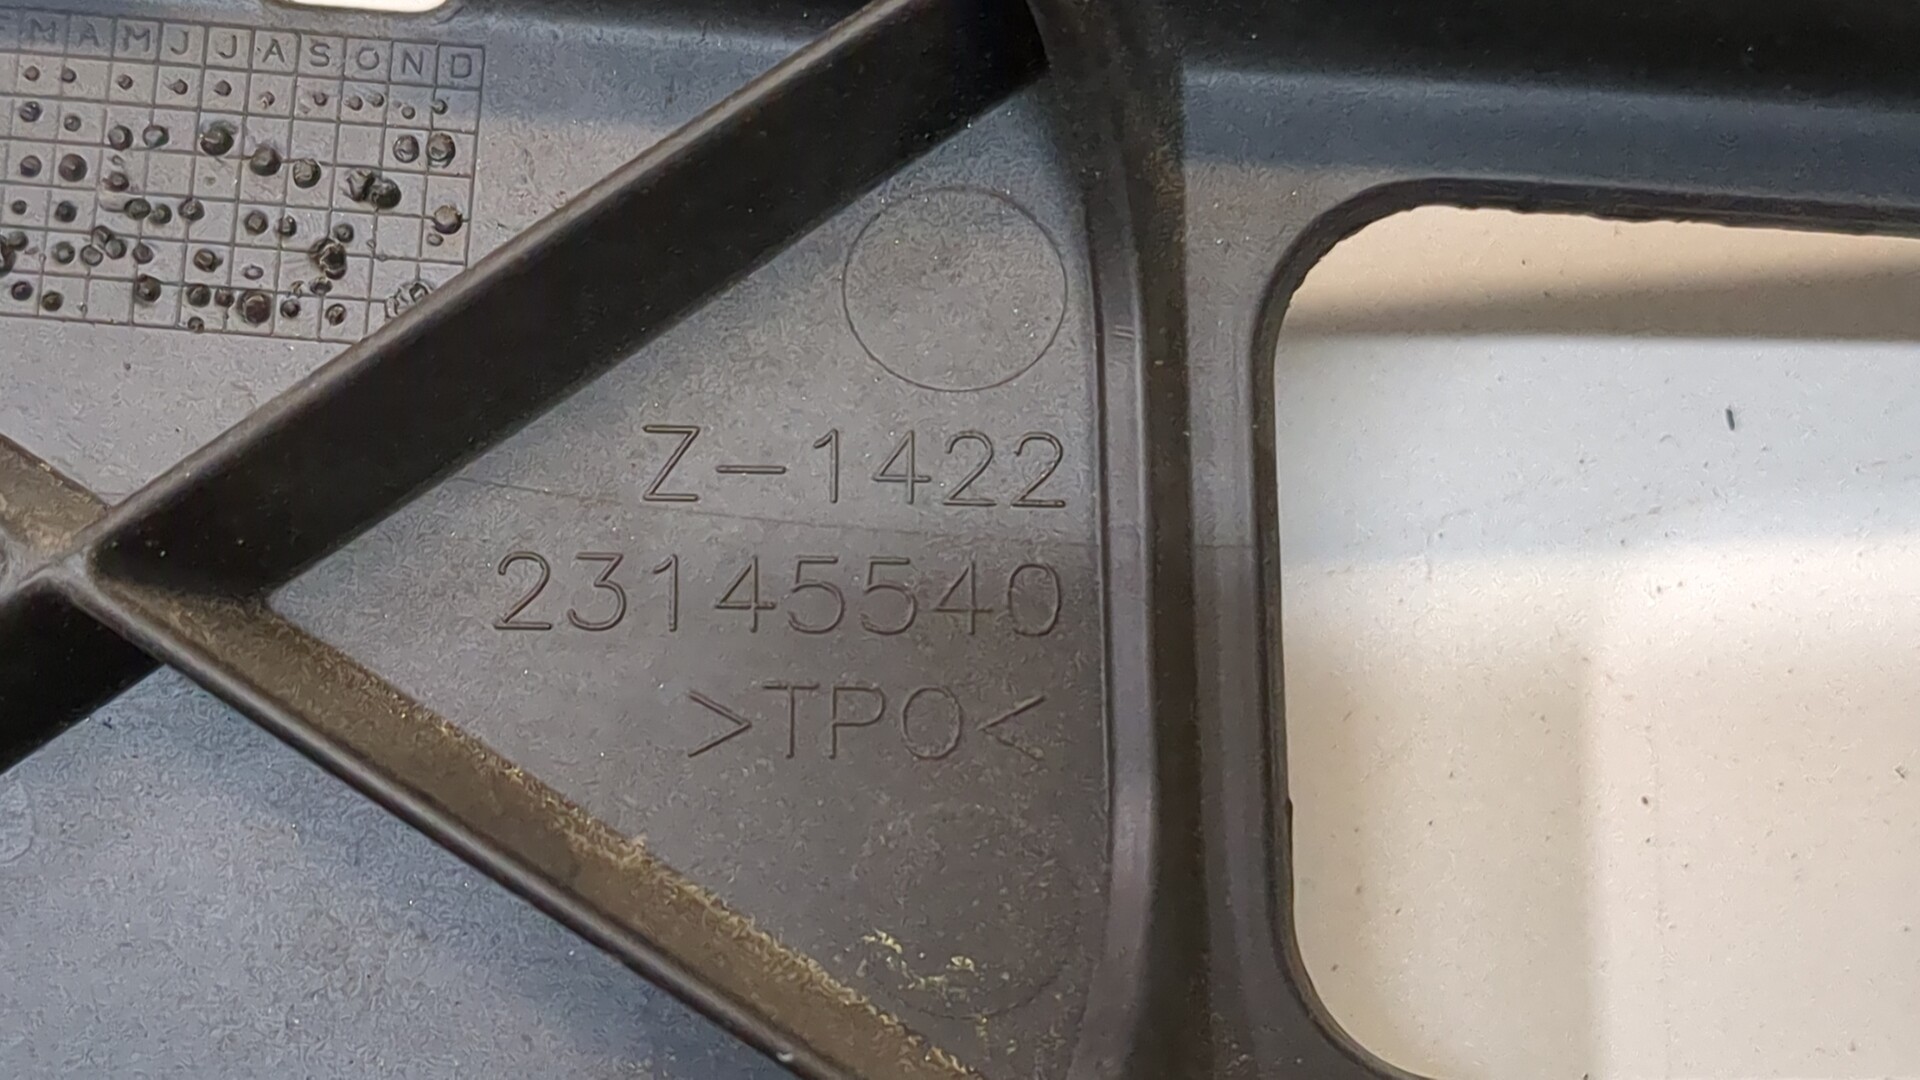 M A M J J A S O N D
Z-1422
23145540
>TPO<